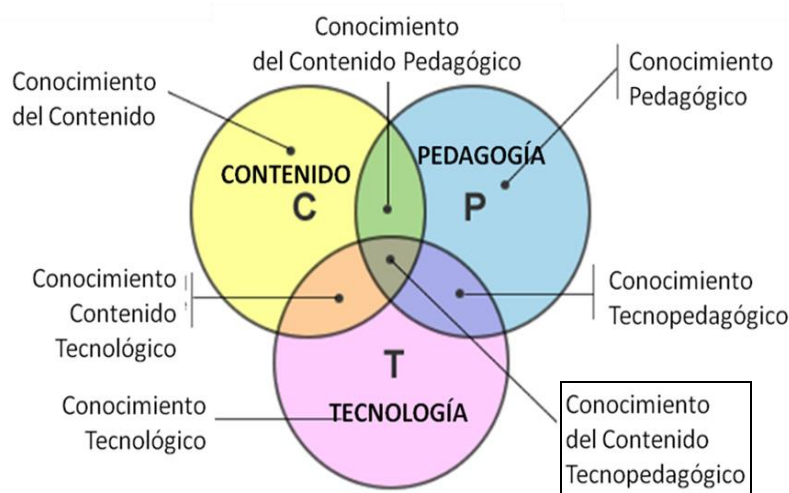 Conocimiento
del Contenido Pedagógico
Conocimiento
del Contenido
Conocimiento
Pedagógico
CONTENIDO
C
PEDAGOGÍA
P
Conocimiento
Contenido
Tecnológico
Conocimiento
Tecnopedagógico
T
TECNOLOGÍA
Conocimiento
Tecnológico
Conocimiento
del Contenido
Tecnopedagógico